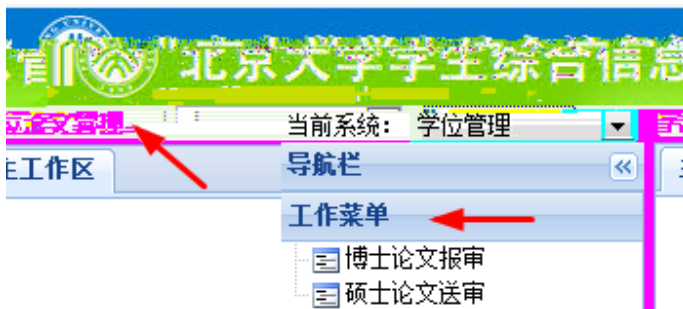 北京大学学生综合信息
当前系统： 学位管理
主工作区
导航栏
工作菜单
博士论文报审
硕士论文送审